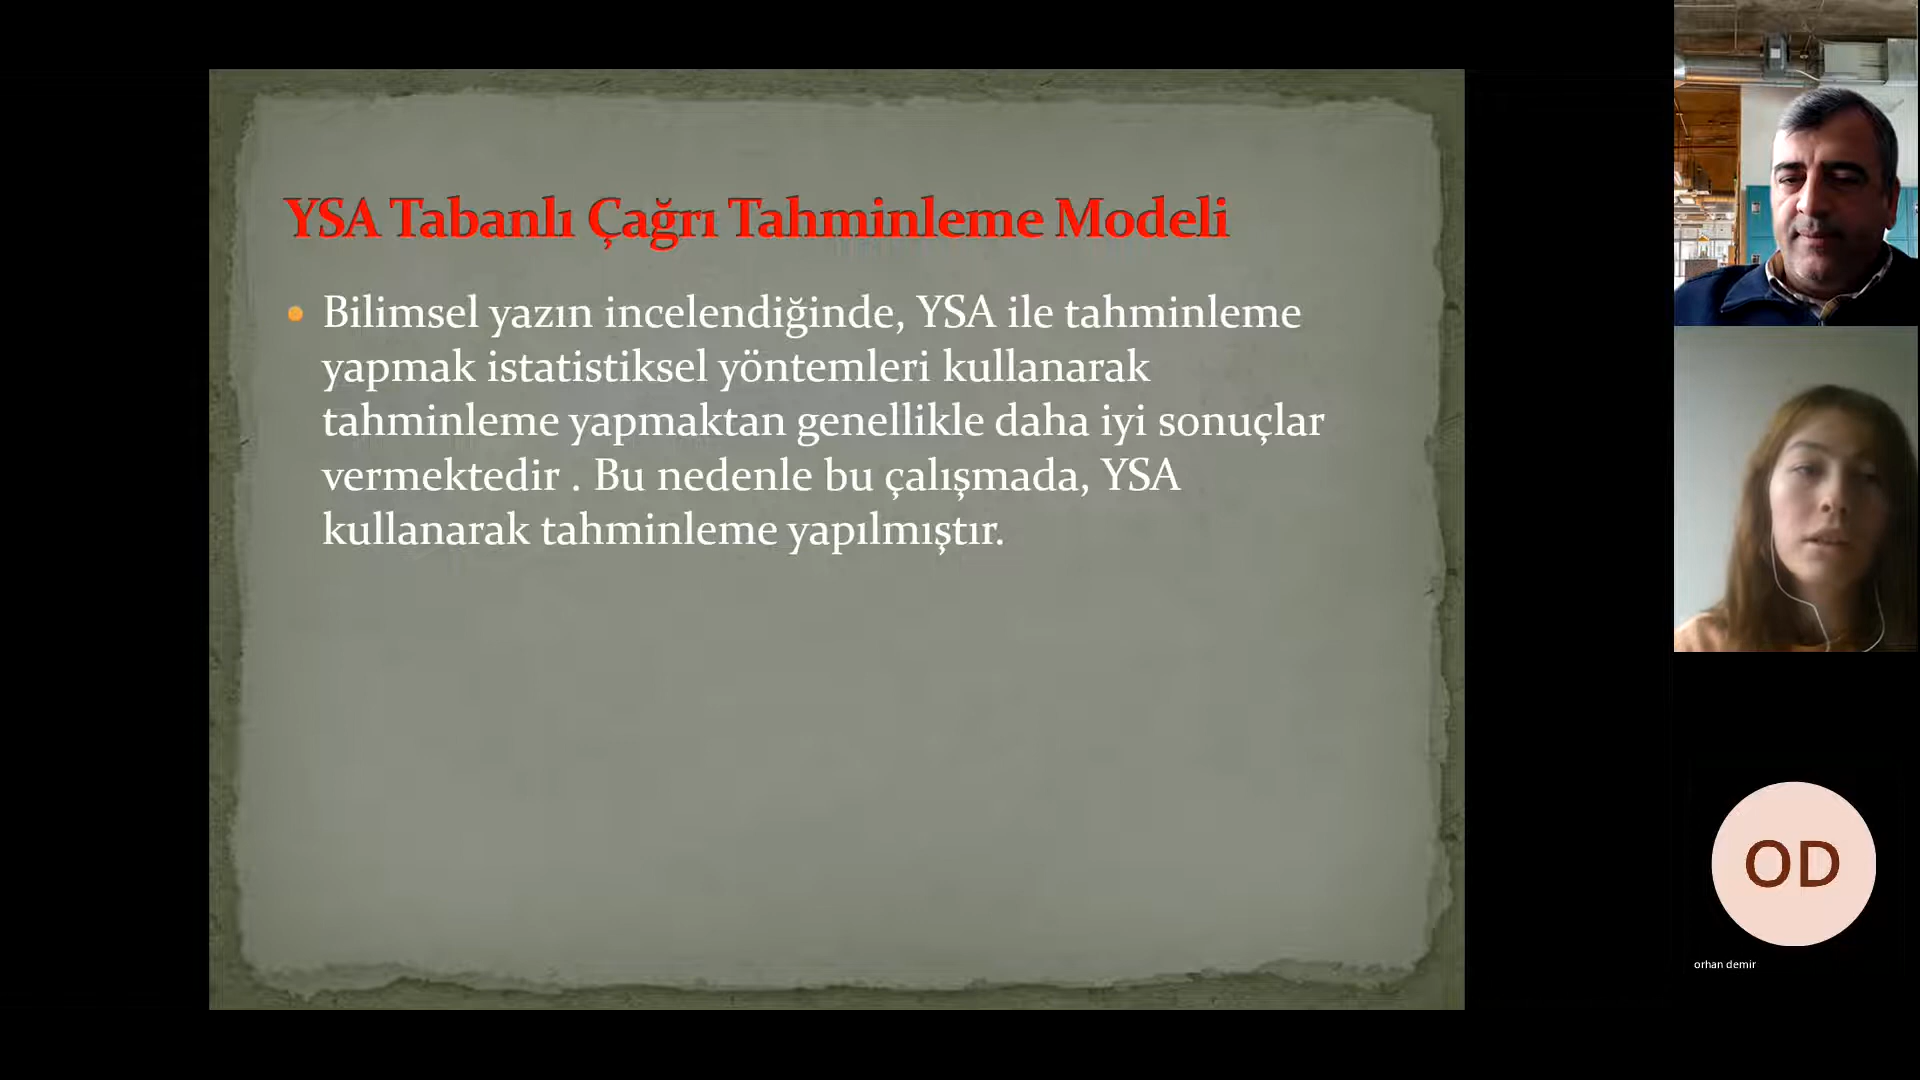 YSA Tabanlı Çağrı Tahminleme Modeli
Bilimsel yazın incelendiğinde, YSA ile tahminleme
yapmak istatistiksel yöntemleri kullanarak
tahminleme yapmaktan genellikle daha iyi sonuçlar
vermektedir . Bu nedenle bu çalışmada, YSA
kullanarak tahminleme yapılmıştır.
OD
orhan demir